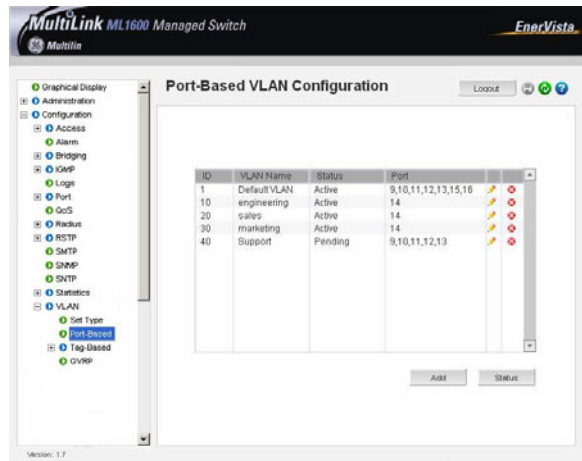 MultiLink ML1600 Managed Switch
EnerVista
GE Multilin
Graphical Display
Administration
Configuration
Access
Alarm
Bridging
IGMP
Logs
Port
QoS
Radius
RSTP
SMTP
SNMP
SNTP
Statistics
VLAN
Set Type
Port-Based
Tag-Based
GVRP
Port-Based VLAN Configuration
Logout
ID VLAN Name Status Port
1 Default VLAN Active 9,10,11,12,13,15,16
10 engineering Active 14
20 sales Active 14
30 marketing Active 14
40 Support Pending 9,10,11,12,13
Add Status
Version: 1.7